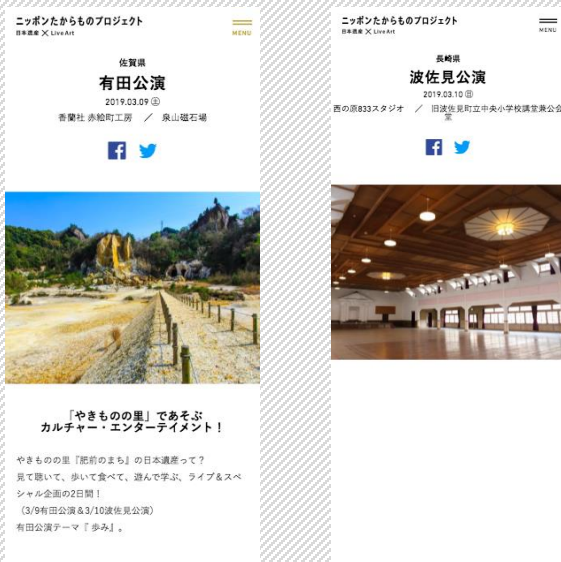 ニッポンたからものプロジェクト
日本遺産 × Live Art
MENU
佐賀県
有田公演
2019.03.09 ㊏
香蘭社 赤絵町工房 ／ 泉山磁石場
「やきものの里」であそぶ
カルチャー・エンターテイメント！
やきものの里『肥前のまち』の日本遺産って？
見て聴いて、歩いて食べて、遊んで学ぶ、ライブ＆スペ
シャル企画の2日間！
（3/9有田公演＆3/10波佐見公演）
有田公演テーマ『 歩み』。
ニッポンたからものプロジェクト
日本遺産 × Live Art
MENU
長崎県
波佐見公演
2019.03.10 ㊐
西の原833スタジオ ／ 旧波佐見町立中央小学校講堂兼公会
堂